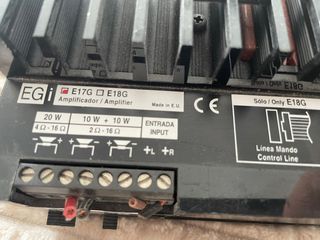 EGi
E17G E18G
Amplificador / Amplifier
Made in E.U.
CE
Sólo / Only E18G
20 W
10 W + 10 W
ENTRADA
INPUT
4 Ω - 16 Ω
2 Ω - 16 Ω
+L +R
Línea Mando
Control Line